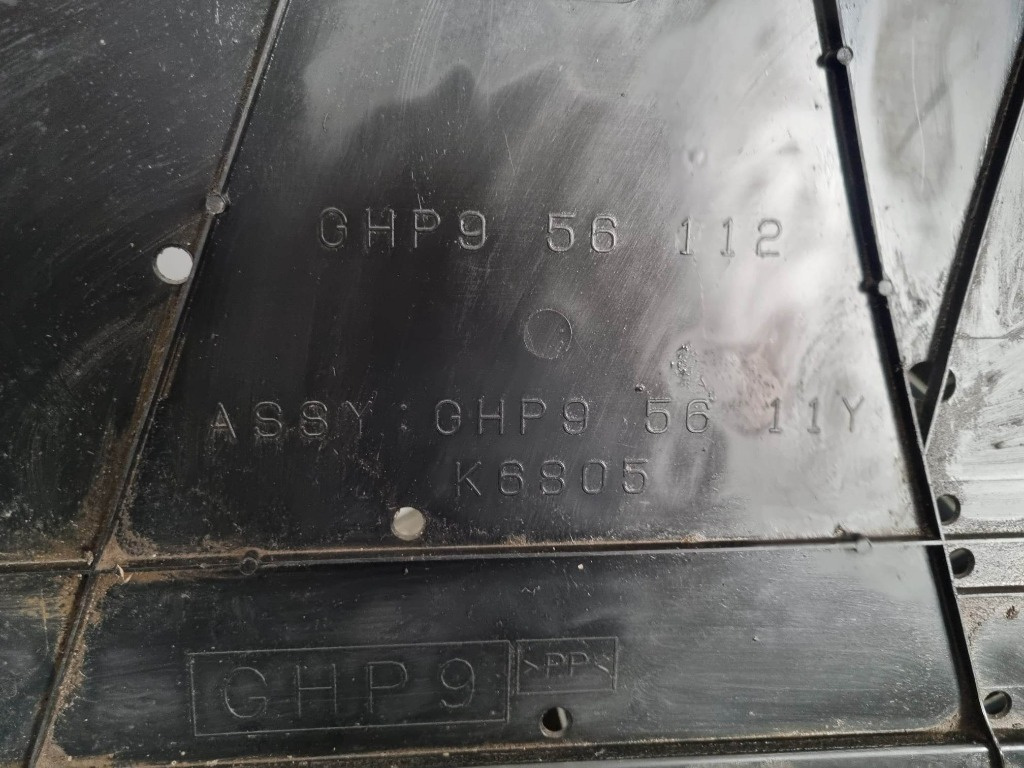 GHP9 56 112
ASSY : GHP9 56 11Y
K6805
GHP9 >PP<